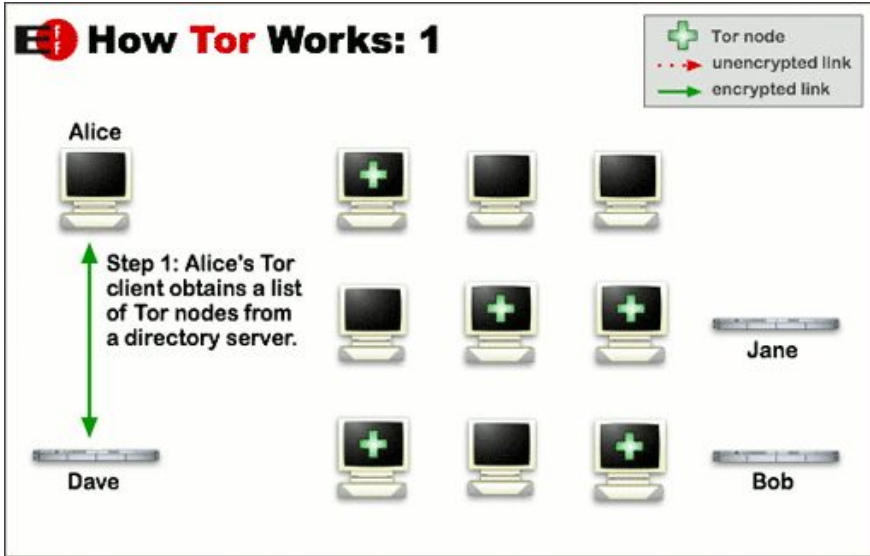 EFF How Tor Works: 1
Tor node
unencrypted link
encrypted link
Alice
Step 1: Alice's Tor
client obtains a list
of Tor nodes from
a directory server.
Jane
Dave
Bob